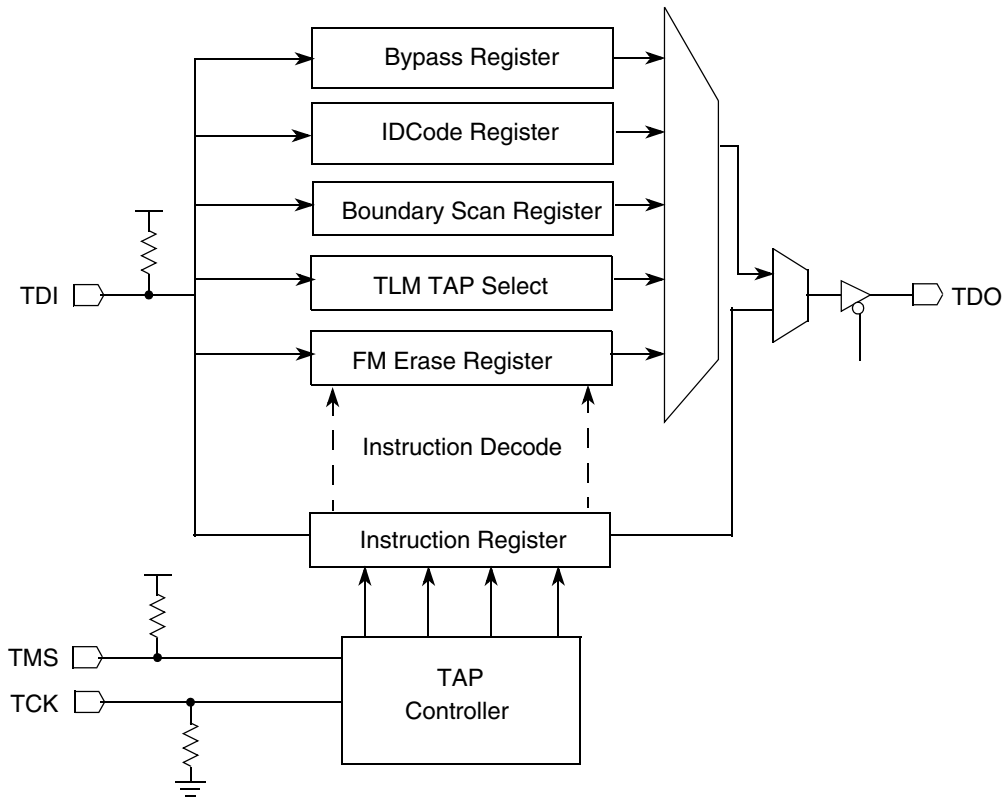 Bypass Register
IDCode Register
Boundary Scan Register
TDI
TLM TAP Select
TDO
FM Erase Register
Instruction Decode
Instruction Register
TMS
TAP
Controller
TCK